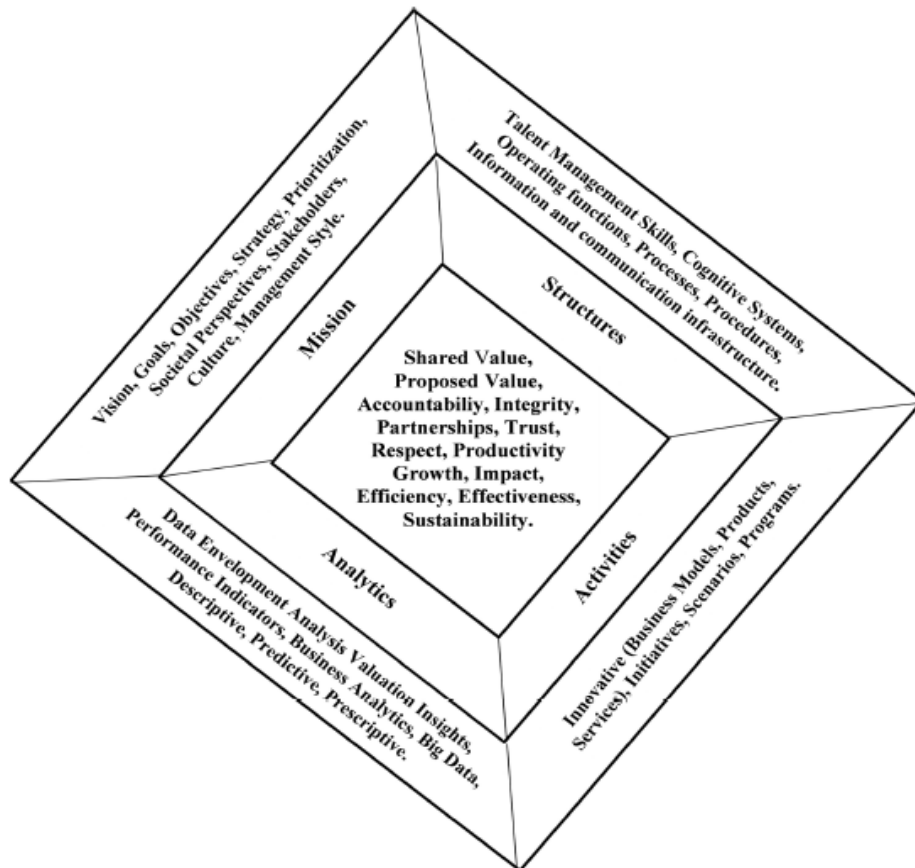 Vision, Goals, Objectives, Strategy, Prioritization,
Societal Perspectives, Stakeholders,
Culture, Management Style.
Mission
Talent Management Skills, Cognitive Systems,
Operating functions, Processes, Procedures,
Information and communication infrastructure.
Structures
Shared Value,
Proposed Value,
Accountabiliy, Integrity,
Partnerships, Trust,
Respect, Productivity
Growth, Impact,
Efficiency, Effectiveness,
Sustainability.
Analytics
Data Envelopment Analysis Valuation Insights,
Performance Indicators, Business Analytics, Big Data,
Descriptive, Predictive, Prescriptive.
Activities
Innovative (Business Models, Products,
Services), Initiatives, Scenarios, Programs.